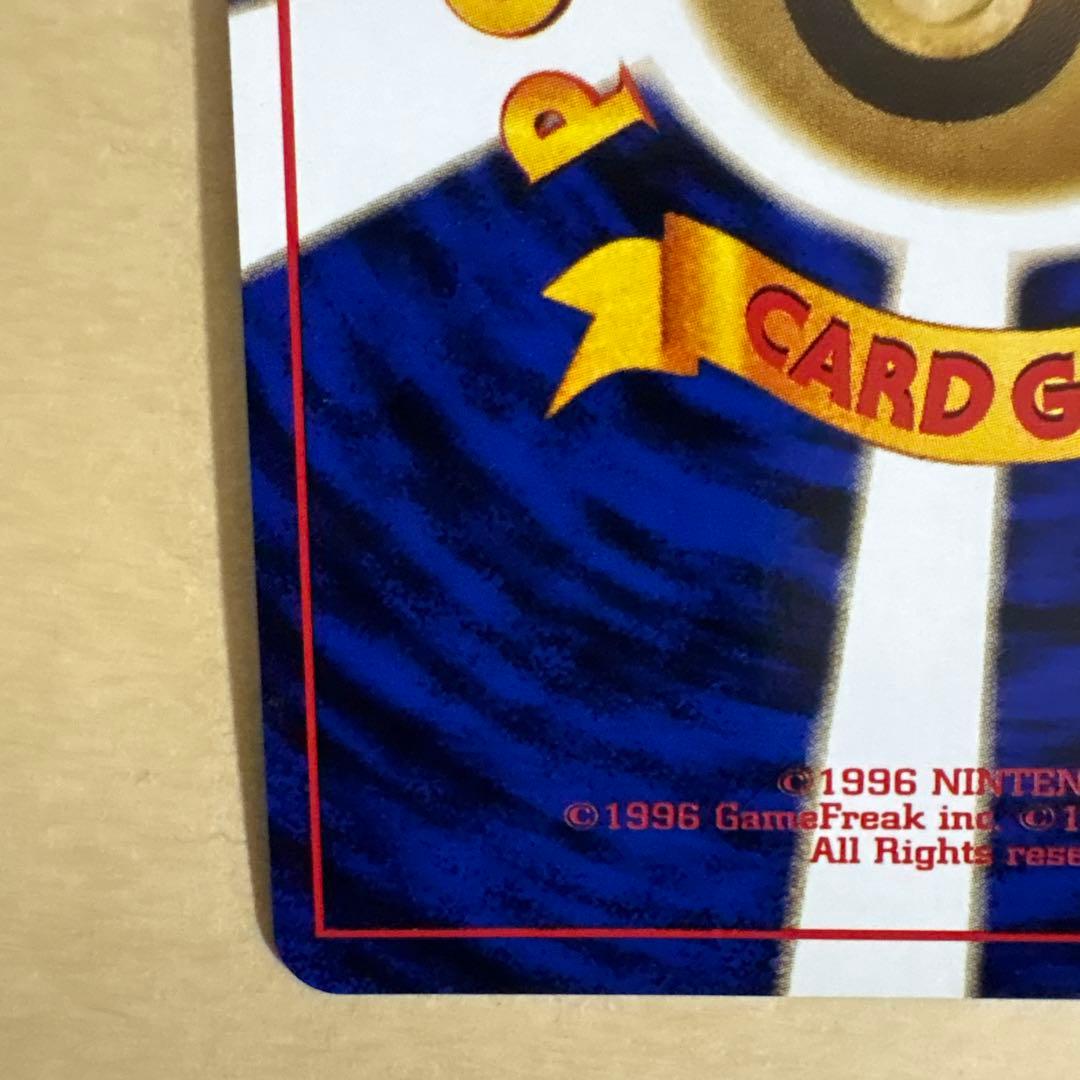 P
CARD G
©1996 NINTEN
©1996 GameFreak inc. ©1
All Rights rese